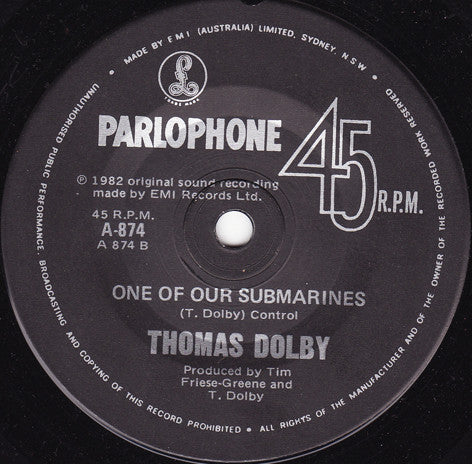 • MADE BY EMI (AUSTRALIA) LIMITED. SYDNEY, N•S•W •
ALL RIGHTS OF THE MANUFACTURER AND OF THE OWNER OF THE RECORDED WORK RESERVED
UNAUTHORISED PUBLIC PERFORMANCE, BROADCASTING AND COPYING OF THIS RECORD PROHIBITED •
£
TRADE MARK
PARLOPHONE
45 R.P.M.
℗ 1982 original sound recording
made by EMI Records Ltd.
45 R.P.M.
A-874
A 874 B
ONE OF OUR SUBMARINES
(T. Dolby) Control
THOMAS DOLBY
Produced by Tim
Friese-Greene and
T. Dolby